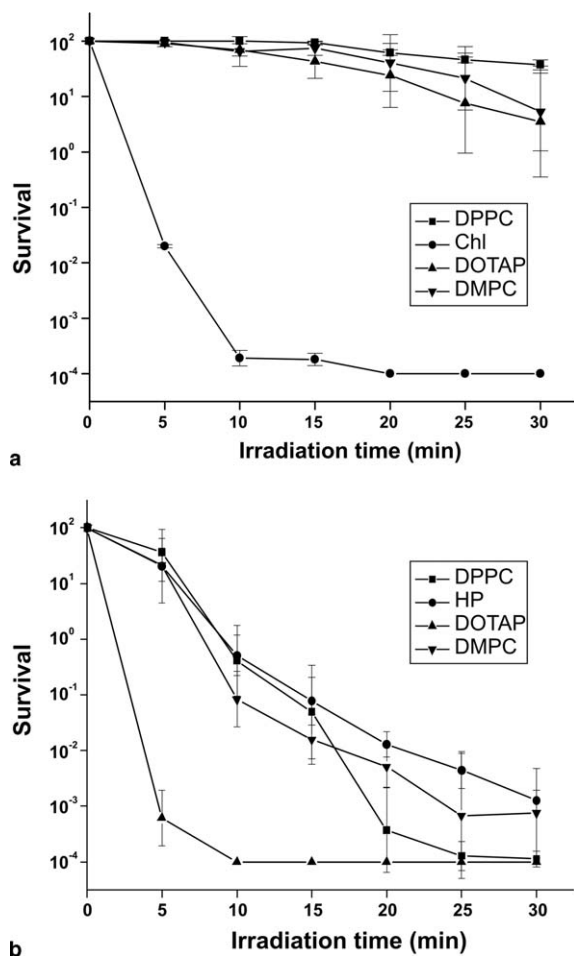 10²
10¹
10⁰
10⁻¹
10⁻²
10⁻³
10⁻⁴
Survival
DPPC
Chl
DOTAP
DMPC
0 5 10 15 20 25 30
Irradiation time (min)
a
10²
10¹
10⁰
10⁻¹
10⁻²
10⁻³
10⁻⁴
Survival
DPPC
HP
DOTAP
DMPC
0 5 10 15 20 25 30
Irradiation time (min)
b